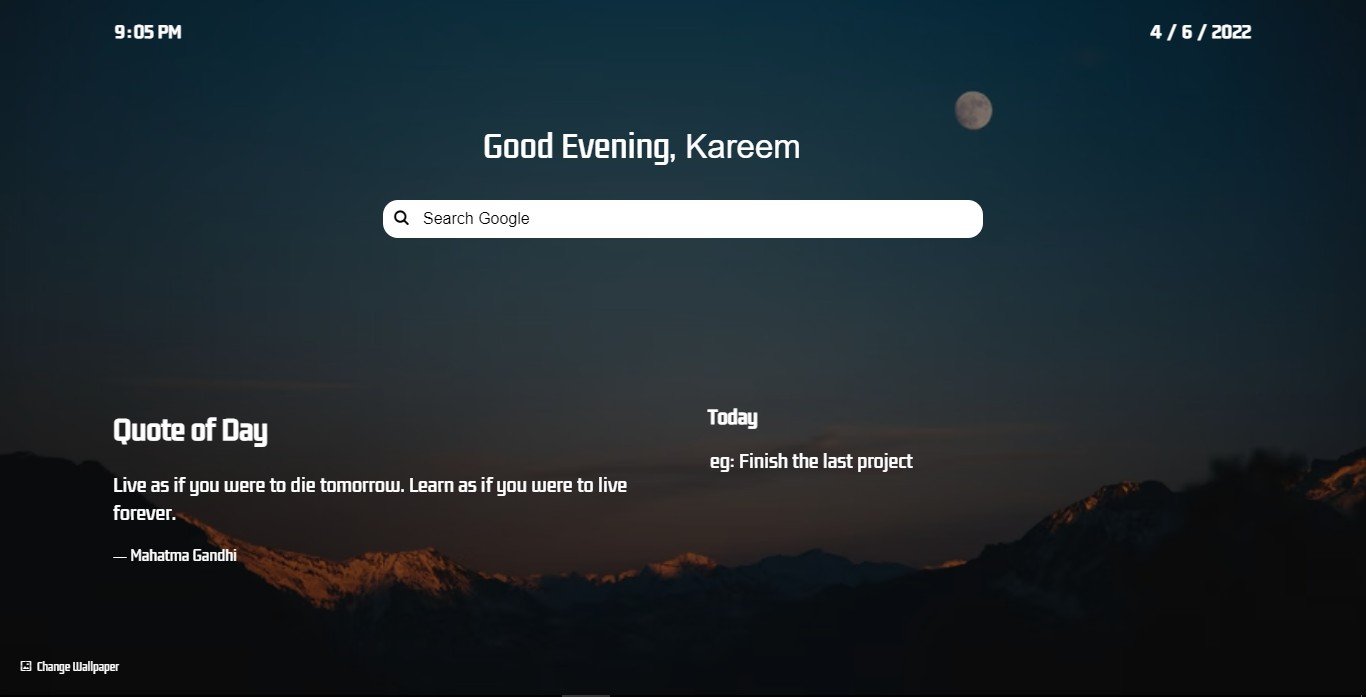 9:05 PM
4 / 6 / 2022
Good Evening, Kareem
Search Google
Quote of Day
Live as if you were to die tomorrow. Learn as if you were to live
forever.
— Mahatma Gandhi
Today
eg: Finish the last project
Change Wallpaper